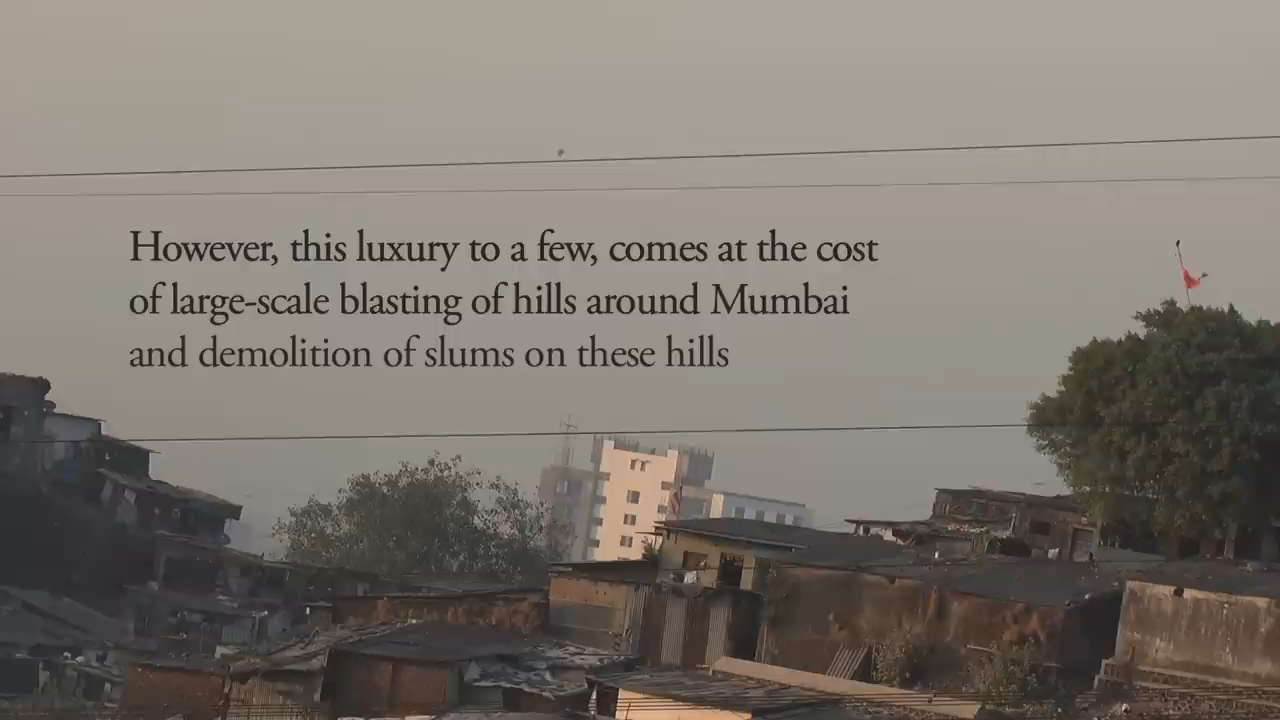 However, this luxury to a few, comes at the cost
of large-scale blasting of hills around Mumbai
and demolition of slums on these hills